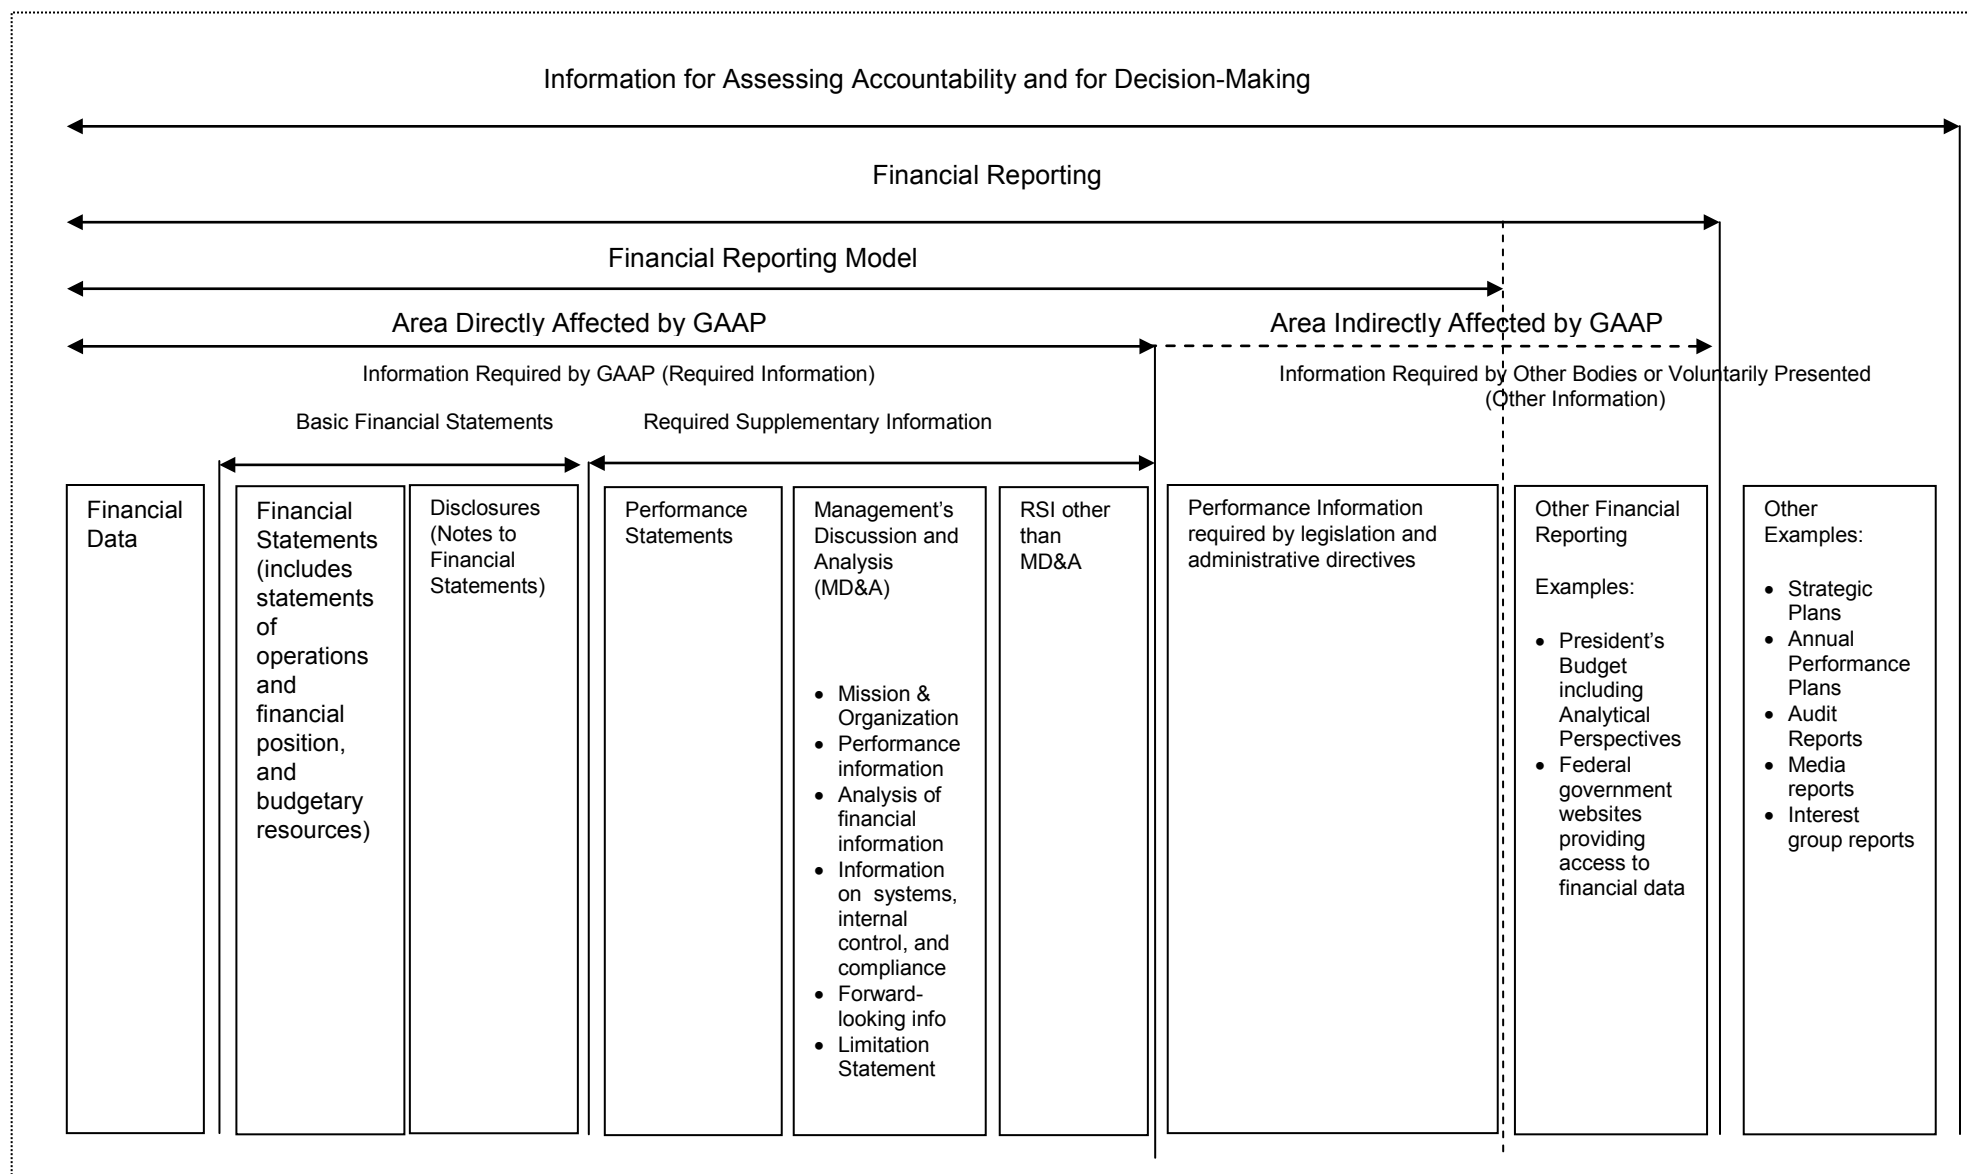 Information for Assessing Accountability and for Decision-Making
Financial Reporting
Financial Reporting Model
Area Directly Affected by GAAP
Area Indirectly Affected by GAAP
Information Required by GAAP (Required Information)
Information Required by Other Bodies or Voluntarily Presented
(Other Information)
Basic Financial Statements
Required Supplementary Information
Financial
Data
Financial
Statements
(includes
statements
of
operations
and
financial
position,
and
budgetary
resources)
Disclosures
(Notes to
Financial
Statements)
Performance
Statements
Management’s
Discussion and
Analysis
(MD&A)
• Mission &
Organization
• Performance
information
• Analysis of
financial
information
• Information
on systems,
internal
control, and
compliance
• Forward-
looking info
• Limitation
Statement
RSI other
than
MD&A
Performance Information
required by legislation and
administrative directives
Other Financial
Reporting
Examples:
• President’s
Budget
including
Analytical
Perspectives
• Federal
government
websites
providing
access to
financial data
Other
Examples:
• Strategic
Plans
• Annual
Performance
Plans
• Audit
Reports
• Media
reports
• Interest
group reports